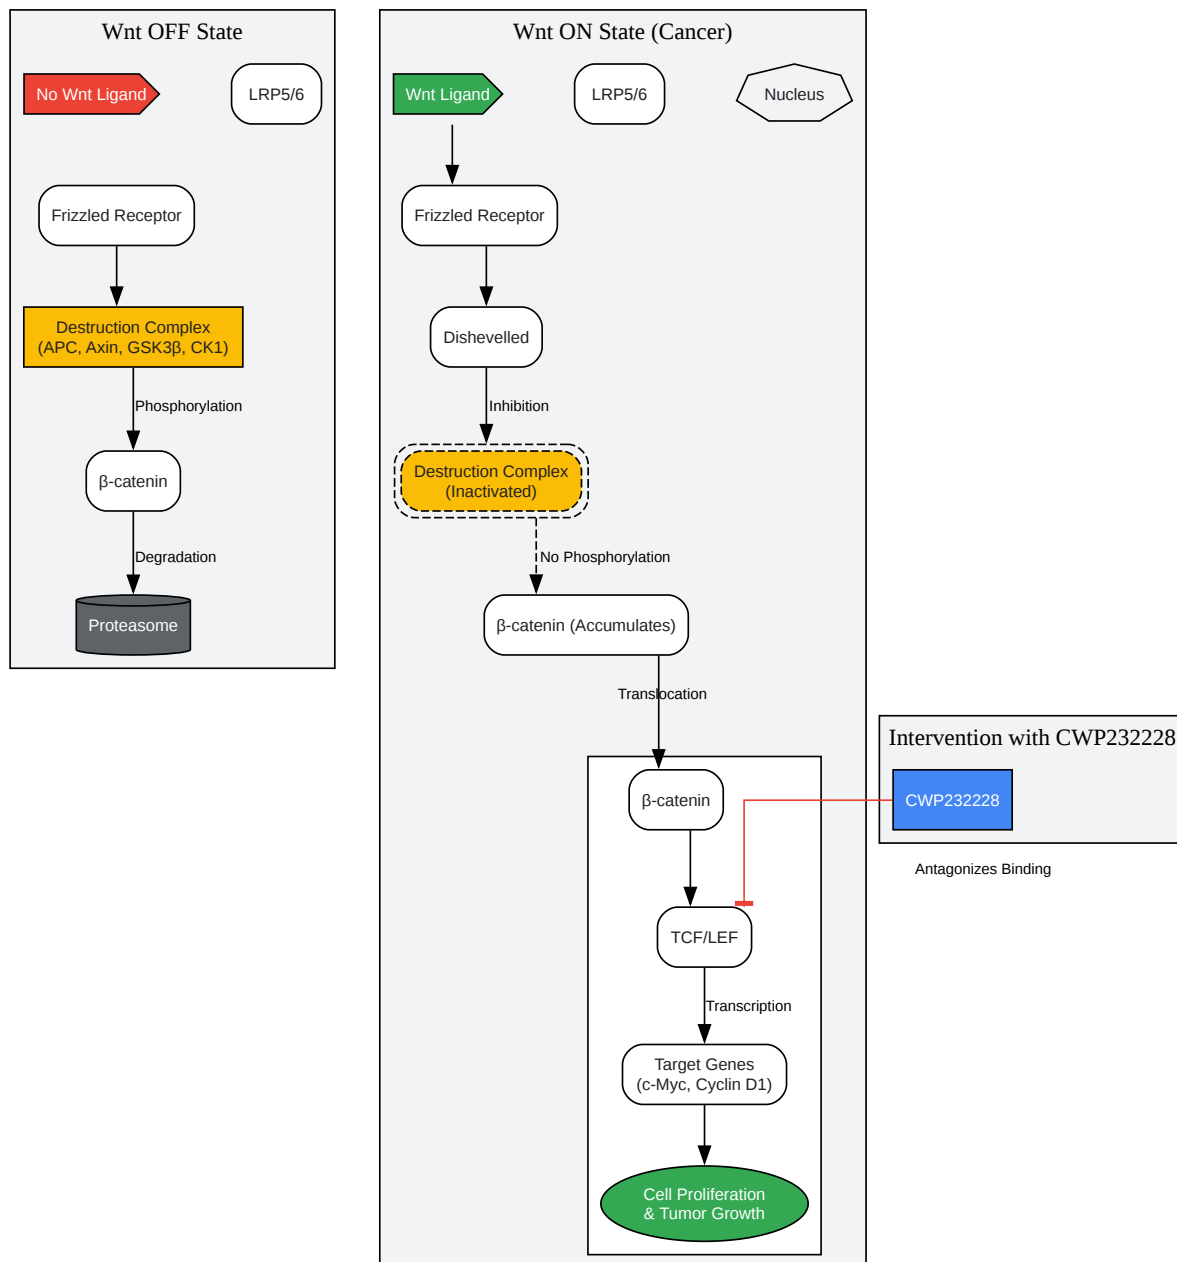 Wnt OFF State
No Wnt Ligand
LRP5/6
Frizzled Receptor
Destruction Complex
(APC, Axin, GSK3β, CK1)
Phosphorylation
β-catenin
Degradation
Proteasome
Wnt ON State (Cancer)
Wnt Ligand
LRP5/6
Nucleus
Frizzled Receptor
Dishevelled
Inhibition
Destruction Complex
(Inactivated)
No Phosphorylation
β-catenin (Accumulates)
Translocation
β-catenin
TCF/LEF
Transcription
Target Genes
(c-Myc, Cyclin D1)
Cell Proliferation
& Tumor Growth
Intervention with CWP232228
CWP232228
Antagonizes Binding